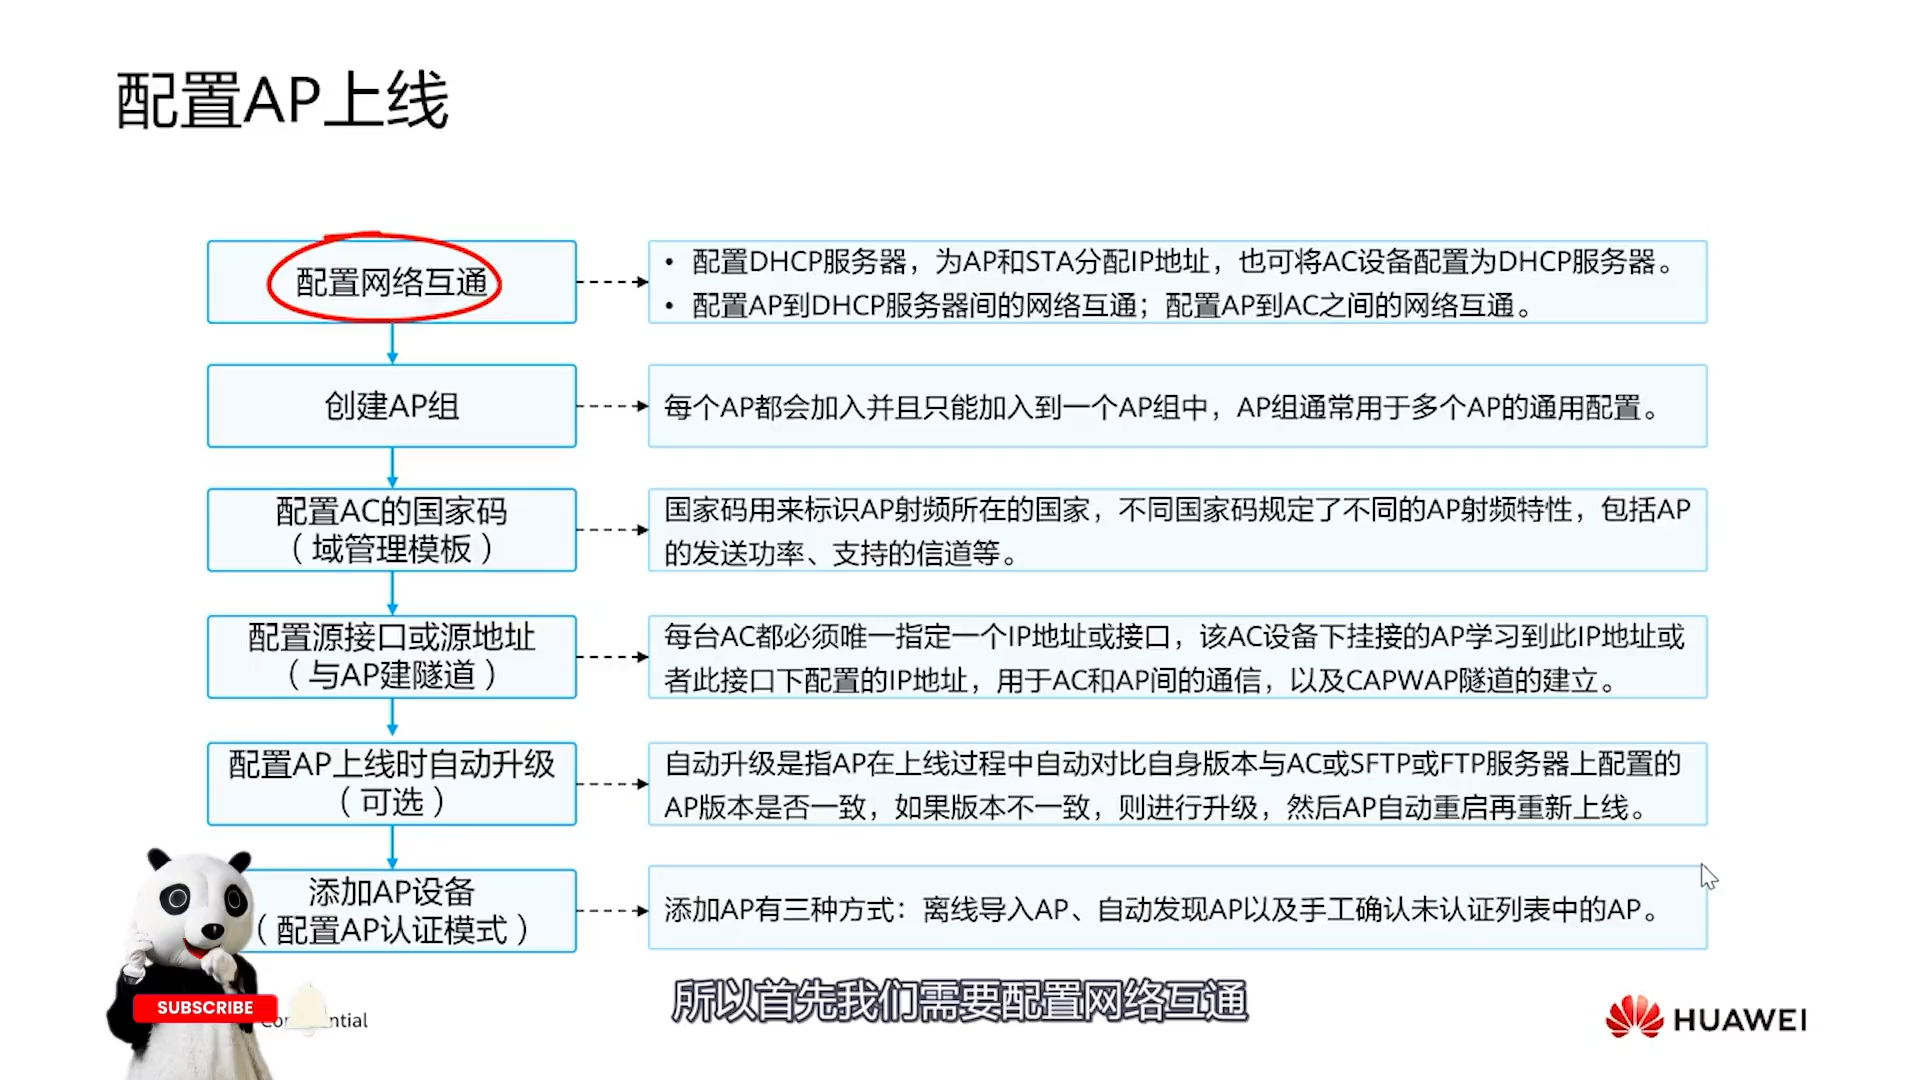 配置AP上线
配置网络互通
• 配置DHCP服务器，为AP和STA分配IP地址，也可将AC设备配置为DHCP服务器。
• 配置AP到DHCP服务器间的网络互通；配置AP到AC之间的网络互通。
创建AP组
每个AP都会加入并且只能加入到一个AP组中，AP组通常用于多个AP的通用配置。
配置AC的国家码
（域管理模板）
国家码用来标识AP射频所在的国家，不同国家码规定了不同的AP射频特性，包括AP
的发送功率、支持的信道等。
配置源接口或源地址
（与AP建隧道）
每台AC都必须唯一指定一个IP地址或接口，该AC设备下挂接的AP学习到此IP地址或
者此接口下配置的IP地址，用于AC和AP间的通信，以及CAPWAP隧道的建立。
配置AP上线时自动升级
（可选）
自动升级是指AP在上线过程中自动对比自身版本与AC或SFTP或FTP服务器上配置的
AP版本是否一致，如果版本不一致，则进行升级，然后AP自动重启再重新上线。
添加AP设备
（配置AP认证模式）
添加AP有三种方式：离线导入AP、自动发现AP以及手工确认未认证列表中的AP。
所以首先我们需要配置网络互通
SUBSCRIBE
HUAWEI